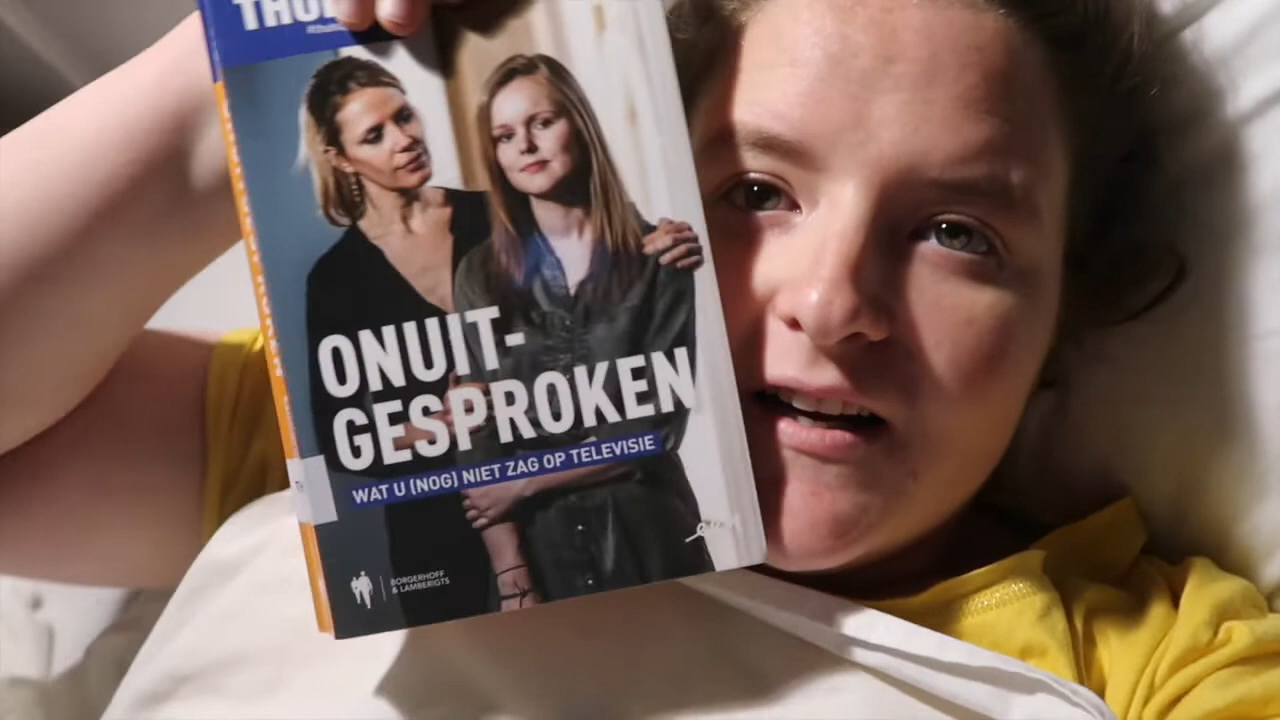 ONUIT-
GESPROKEN
WAT U (NOG) NIET ZAG OP TELEVISIE
BORGERHOFF
& LAMBERIGTS